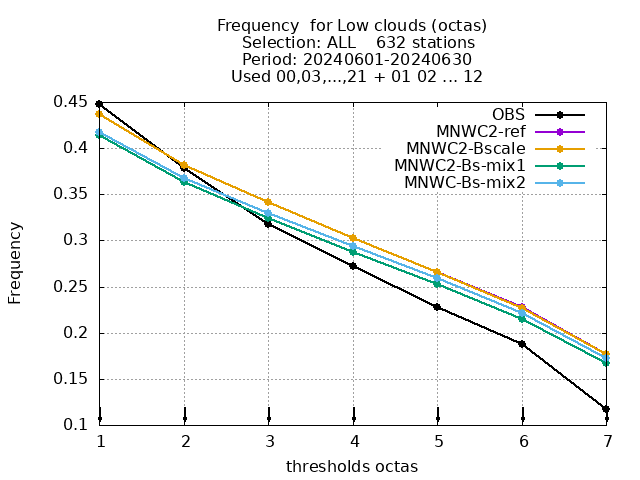 Frequency  for Low clouds (octas)
Selection: ALL    632 stations
Period: 20240601-20240630
Used 00,03,...,21 + 01 02 ... 12
0.45
0.4
0.35
0.3
0.25
0.2
0.15
0.1
Frequency
OBS
MNWC2-ref
MNWC2-Bscale
MNWC2-Bs-mix1
MNWC-Bs-mix2
1 2 3 4 5 6 7
thresholds octas